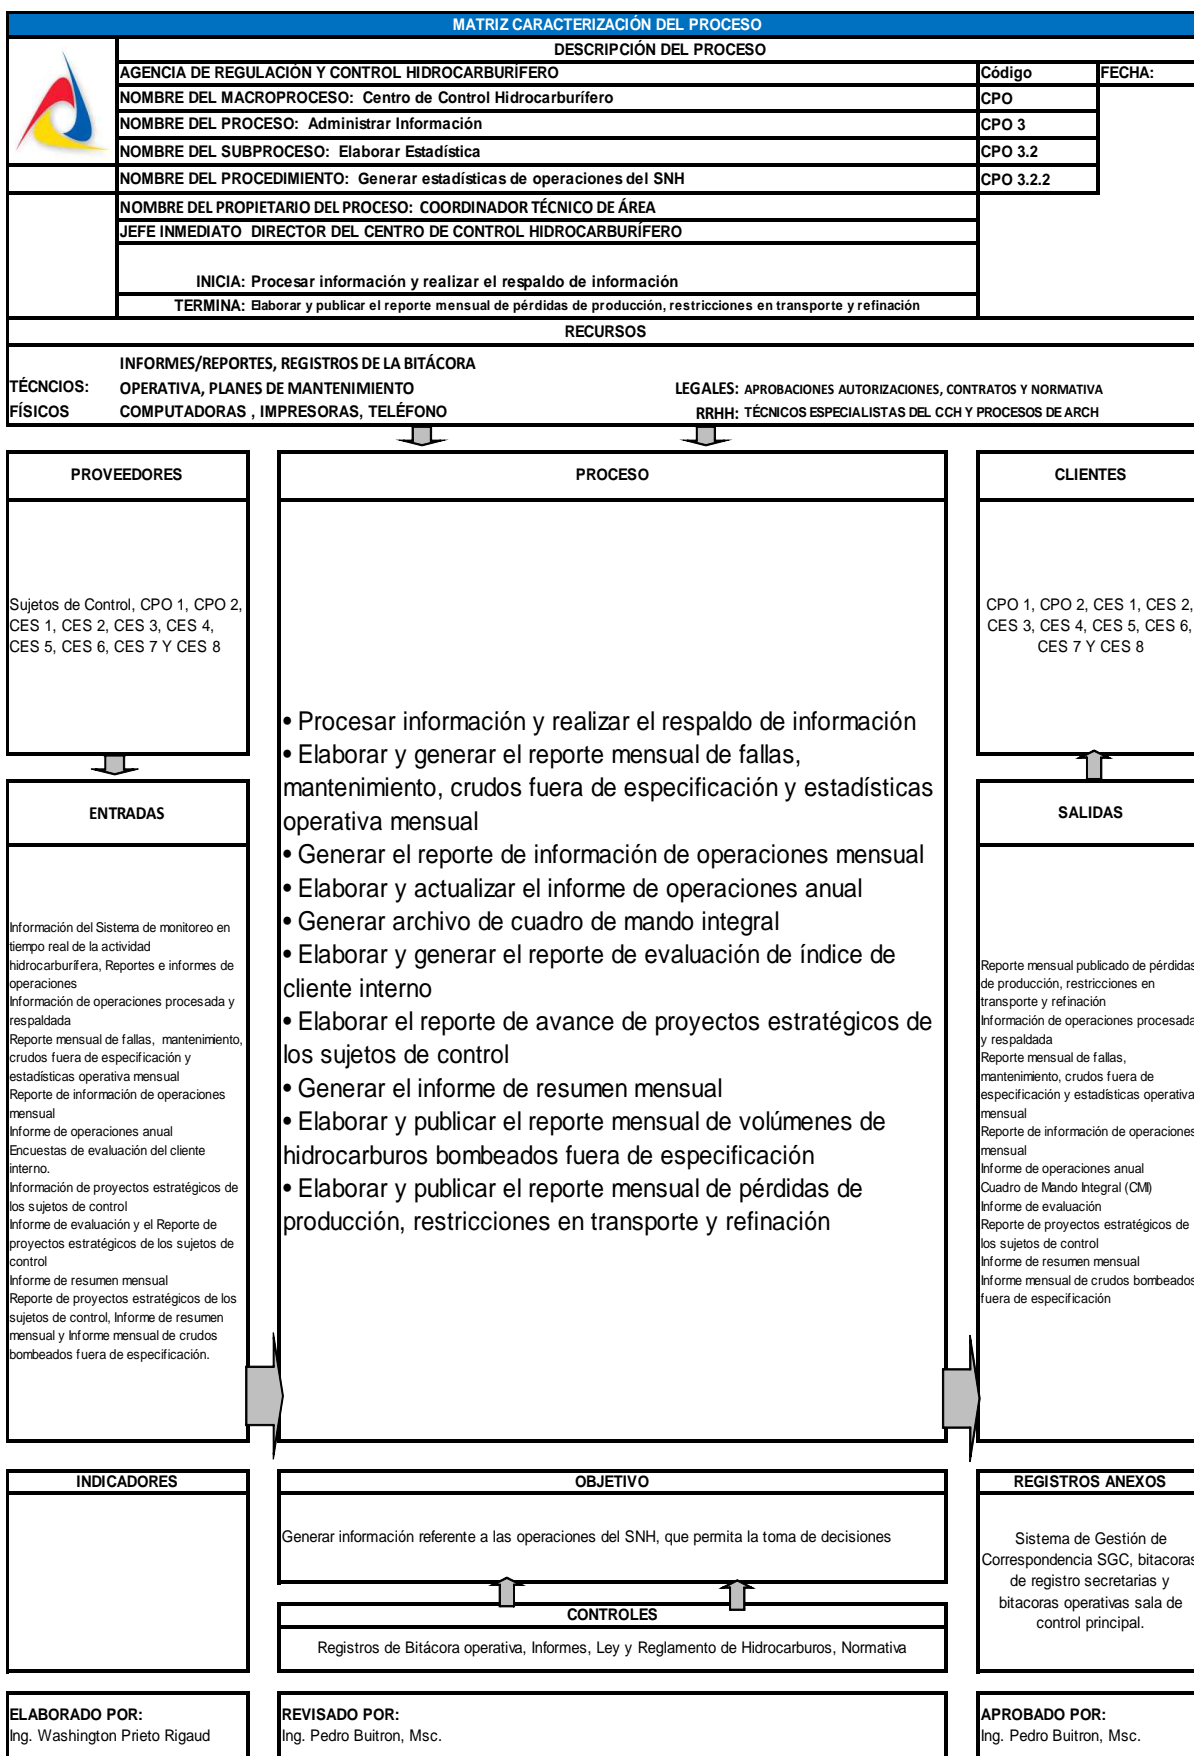 MATRIZ CARACTERIZACIÓN DEL PROCESO
DESCRIPCIÓN DEL PROCESO
AGENCIA DE REGULACIÓN Y CONTROL HIDROCARBURÍFERO
Código
FECHA:
NOMBRE DEL MACROPROCESO: Centro de Control Hidrocarburífero
CPO
NOMBRE DEL PROCESO: Administrar Información
CPO 3
NOMBRE DEL SUBPROCESO: Elaborar Estadística
CPO 3.2
NOMBRE DEL PROCEDIMIENTO: Generar estadísticas de operaciones del SNH
CPO 3.2.2
NOMBRE DEL PROPIETARIO DEL PROCESO: COORDINADOR TÉCNICO DE ÁREA
JEFE INMEDIATO DIRECTOR DEL CENTRO DE CONTROL HIDROCARBURÍFERO
INICIA: Procesar información y realizar el respaldo de información
TERMINA: Elaborar y publicar el reporte mensual de pérdidas de producción, restricciones en transporte y refinación
RECURSOS
INFORMES/REPORTES, REGISTROS DE LA BITÁCORA
TÉCNCIOS: OPERATIVA, PLANES DE MANTENIMIENTO
LEGALES: APROBACIONES AUTORIZACIONES, CONTRATOS Y NORMATIVA
FÍSICOS COMPUTADORAS , IMPRESORAS, TELÉFONO
RRHH: TÉCNICOS ESPECIALISTAS DEL CCH Y PROCESOS DE ARCH
PROVEEDORES
Sujetos de Control, CPO 1, CPO 2,
CES 1, CES 2, CES 3, CES 4,
CES 5, CES 6, CES 7 Y CES 8
ENTRADAS
Información del Sistema de monitoreo en
tiempo real de la actividad
hidrocarburífera, Reportes e informes de
operaciones
Información de operaciones procesada y
respaldada
Reporte mensual de fallas, mantenimiento,
crudos fuera de especificación y
estadísticas operativa mensual
Reporte de información de operaciones
mensual
Informe de operaciones anual
Encuestas de evaluación del cliente
interno.
Información de proyectos estratégicos de
los sujetos de control
Informe de evaluación y el Reporte de
proyectos estratégicos de los sujetos de
control
Informe de resumen mensual
Reporte de proyectos estratégicos de los
sujetos de control, Informe de resumen
mensual y Informe mensual de crudos
bombeados fuera de especificación.
PROCESO
• Procesar información y realizar el respaldo de información
• Elaborar y generar el reporte mensual de fallas,
mantenimiento, crudos fuera de especificación y estadísticas
operativa mensual
• Generar el reporte de información de operaciones mensual
• Elaborar y actualizar el informe de operaciones anual
• Generar archivo de cuadro de mando integral
• Elaborar y generar el reporte de evaluación de índice de
cliente interno
• Elaborar el reporte de avance de proyectos estratégicos de
los sujetos de control
• Generar el informe de resumen mensual
• Elaborar y publicar el reporte mensual de volúmenes de
hidrocarburos bombeados fuera de especificación
• Elaborar y publicar el reporte mensual de pérdidas de
producción, restricciones en transporte y refinación
CLIENTES
CPO 1, CPO 2, CES 1, CES 2,
CES 3, CES 4, CES 5, CES 6,
CES 7 Y CES 8
SALIDAS
Reporte mensual publicado de pérdidas
de producción, restricciones en
transporte y refinación
Información de operaciones procesada
y respaldada
Reporte mensual de fallas,
mantenimiento, crudos fuera de
especificación y estadísticas operativa
mensual
Reporte de información de operaciones
mensual
Informe de operaciones anual
Cuadro de Mando Integral (CMI)
Informe de evaluación
Reporte de proyectos estratégicos de
los sujetos de control
Informe de resumen mensual
Informe mensual de crudos bombeados
fuera de especificación
INDICADORES
OBJETIVO
Generar información referente a las operaciones del SNH, que permita la toma de decisiones
CONTROLES
Registros de Bitácora operativa, Informes, Ley y Reglamento de Hidrocarburos, Normativa
REGISTROS ANEXOS
Sistema de Gestión de
Correspondencia SGC, bitacoras
de registro secretarias y
bitacoras operativas sala de
control principal.
ELABORADO POR:
Ing. Washington Prieto Rigaud
REVISADO POR:
Ing. Pedro Buitron, Msc.
APROBADO POR:
Ing. Pedro Buitron, Msc.